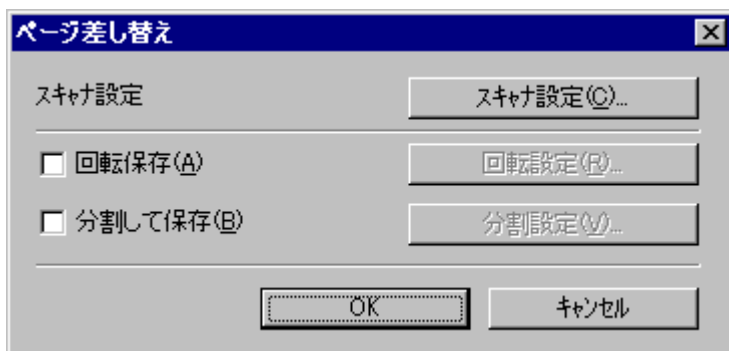 ページ差し替え
スキャナ設定 スキャナ設定(C)...
回転保存(A) 回転設定(R)...
分割して保存(B) 分割設定(V)...
OK キャンセル